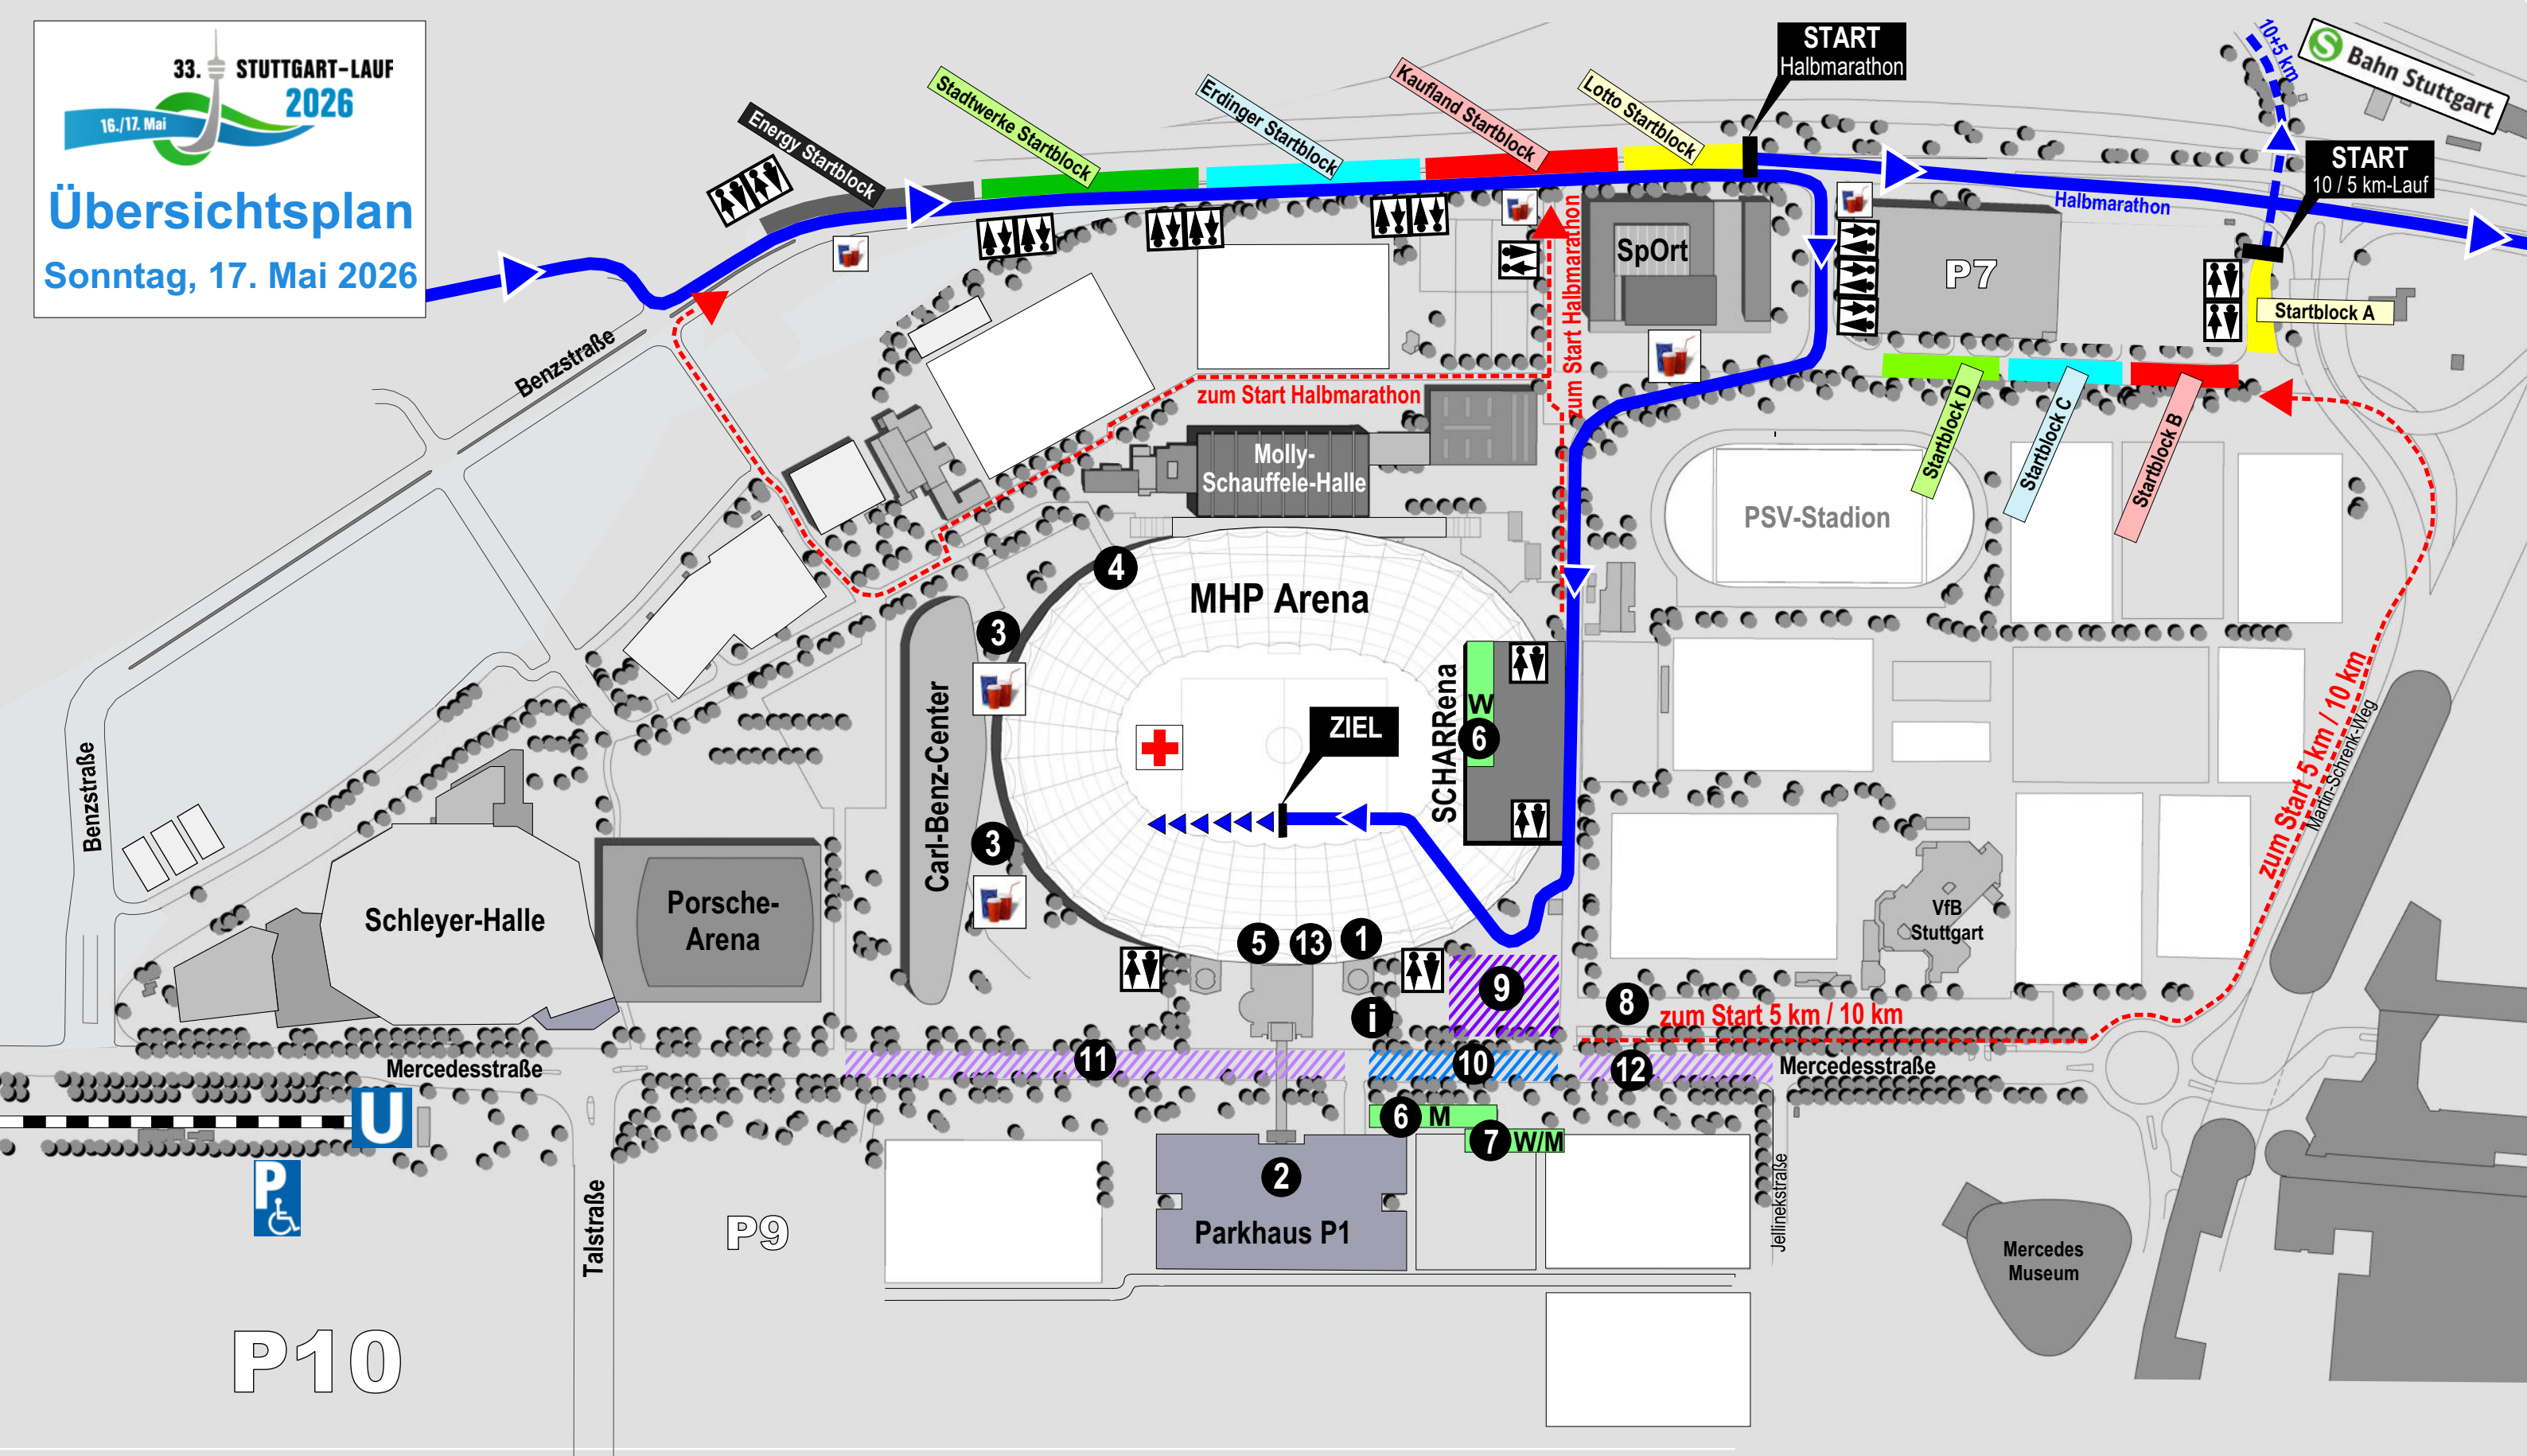 33. STUTTGART-LAUF
2026
16./17. Mai
Übersichtsplan
Sonntag, 17. Mai 2026
START
Halbmarathon
10+5 km
S Bahn Stuttgart
START
10 / 5 km-Lauf
Energy Startblock
Stadtwerke Startblock
Erdinger Startblock
Kaufland Startblock
Lotto Startblock
Halbmarathon
zum Start Halbmarathon
SpOrt
P7
Startblock A
Benzstraße
zum Start Halbmarathon
Startblock D
Startblock C
Startblock B
Molly-
Schauffele-Halle
PSV-Stadion
4
MHP Arena
3
Carl-Benz-Center
SCHARRena
W
6
ZIEL
zum Start 5 km / 10 km
Martin-Schrenk-Weg
Benzstraße
3
Schleyer-Halle
Porsche-
Arena
VfB
Stuttgart
5
13
1
9
8
i
zum Start 5 km / 10 km
Mercedesstraße
11
10
12
Mercedesstraße
U
6 M
7 W/M
P
2
Parkhaus P1
Talstraße
P9
Jellinekstraße
Mercedes
Museum
P10